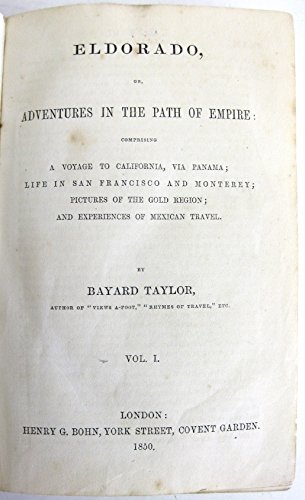 ELDORADO,
OR,
ADVENTURES IN THE PATH OF EMPIRE:
COMPRISING
A VOYAGE TO CALIFORNIA, VIA PANAMA;
LIFE IN SAN FRANCISCO AND MONTEREY;
PICTURES OF THE GOLD REGION;
AND EXPERIENCES OF MEXICAN TRAVEL.
BY
BAYARD TAYLOR,
AUTHOR OF "VIEWS A-FOOT," "RHYMES OF TRAVEL," ETC.
VOL. I.
LONDON:
HENRY G. BOHN, YORK STREET, COVENT GARDEN.
1850.